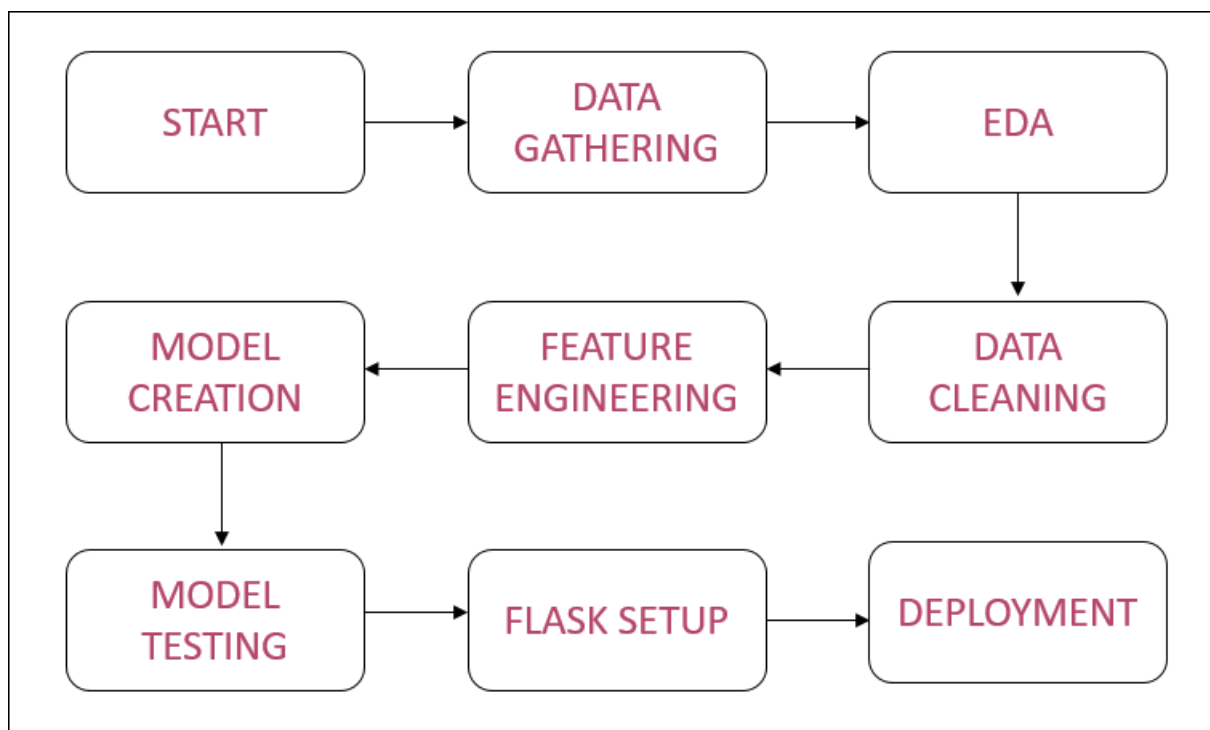 START
DATA
GATHERING
EDA
MODEL
CREATION
FEATURE
ENGINEERING
DATA
CLEANING
MODEL
TESTING
FLASK SETUP
DEPLOYMENT